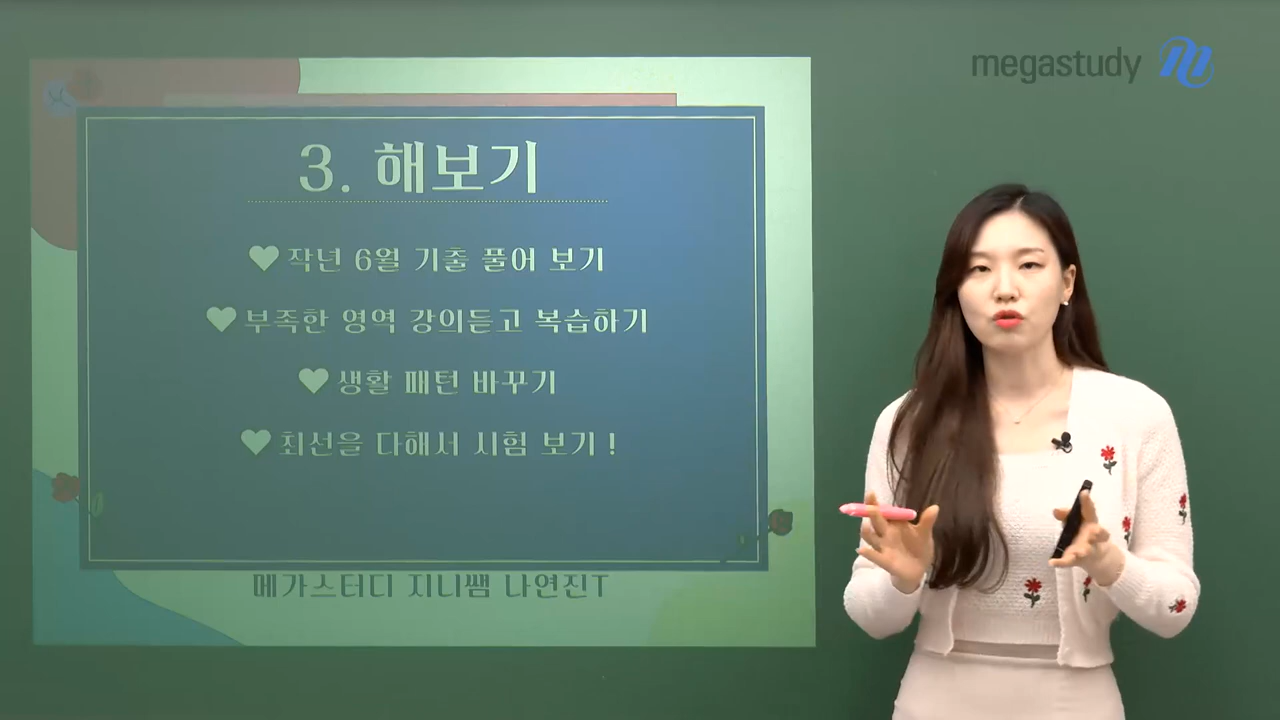 megastudy
3. 해보기
작년 6월 기출 풀어 보기
부족한 영역 강의듣고 복습하기
생활 패턴 바꾸기
최선을 다해서 시험 보기 !
메가스터디 지니쌤 나연진T